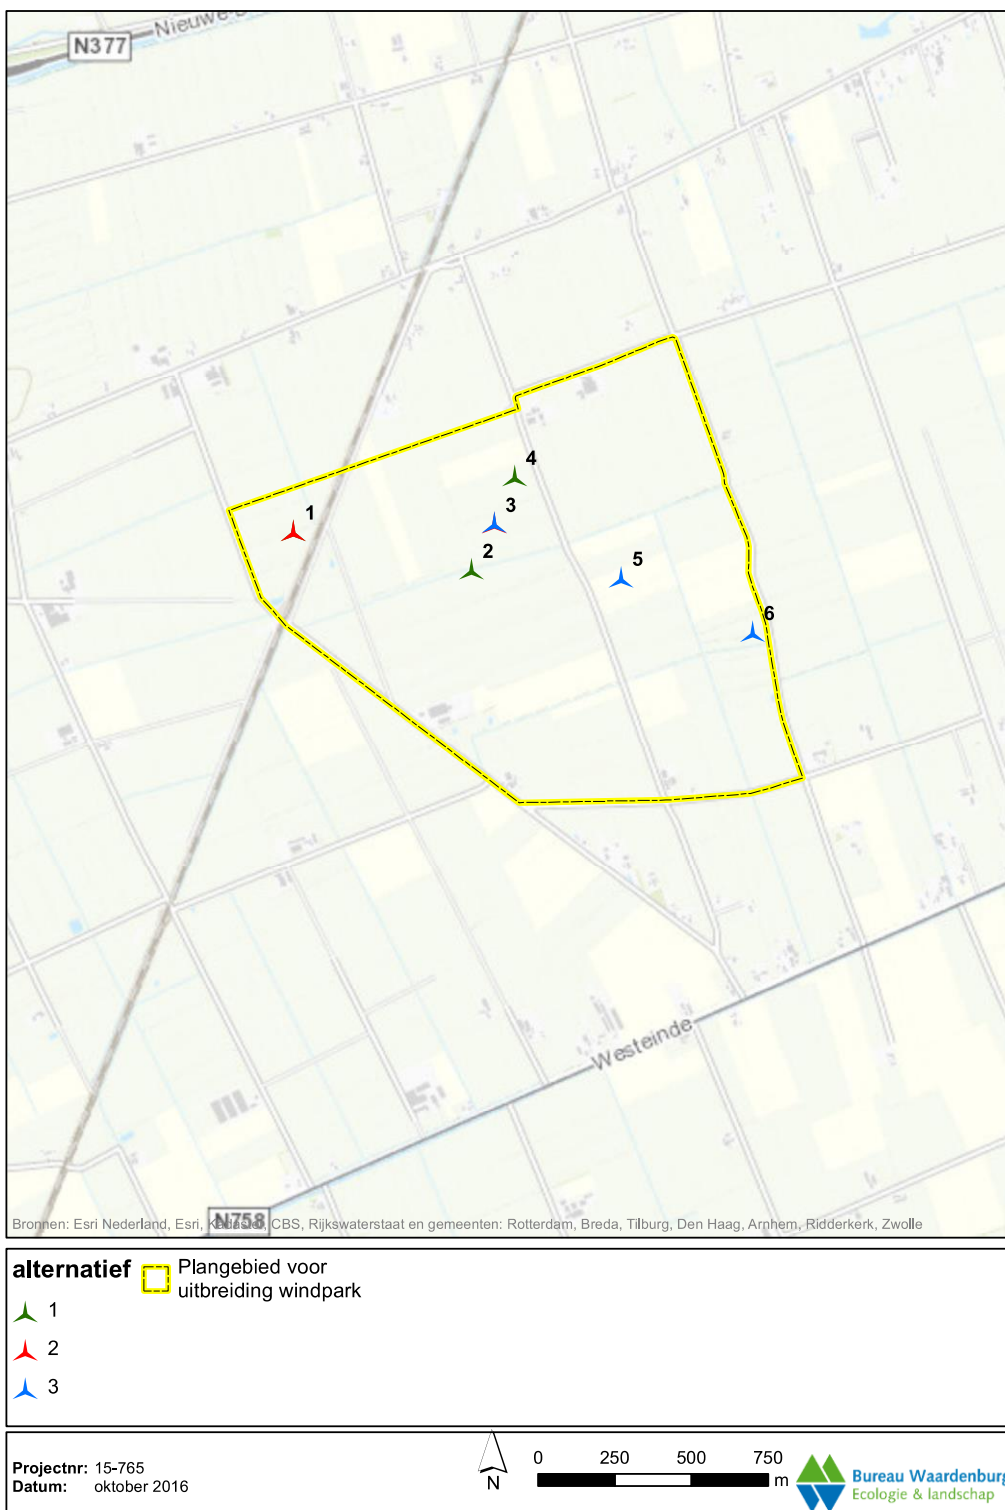 N377
Nieuwe-
4
1
3
2
5
6
Westeinde
N758
Bronnen: Esri Nederland, Esri, Kadaster, CBS, Rijkswaterstaat en gemeenten: Rotterdam, Breda, Tilburg, Den Haag, Arnhem, Ridderkerk, Zwolle
alternatief
Plangebied voor
uitbreiding windpark
1
2
3
Projectnr: 15-765
Datum: oktober 2016
N
0 250 500 750
m
Bureau Waardenburg
Ecologie & landschap